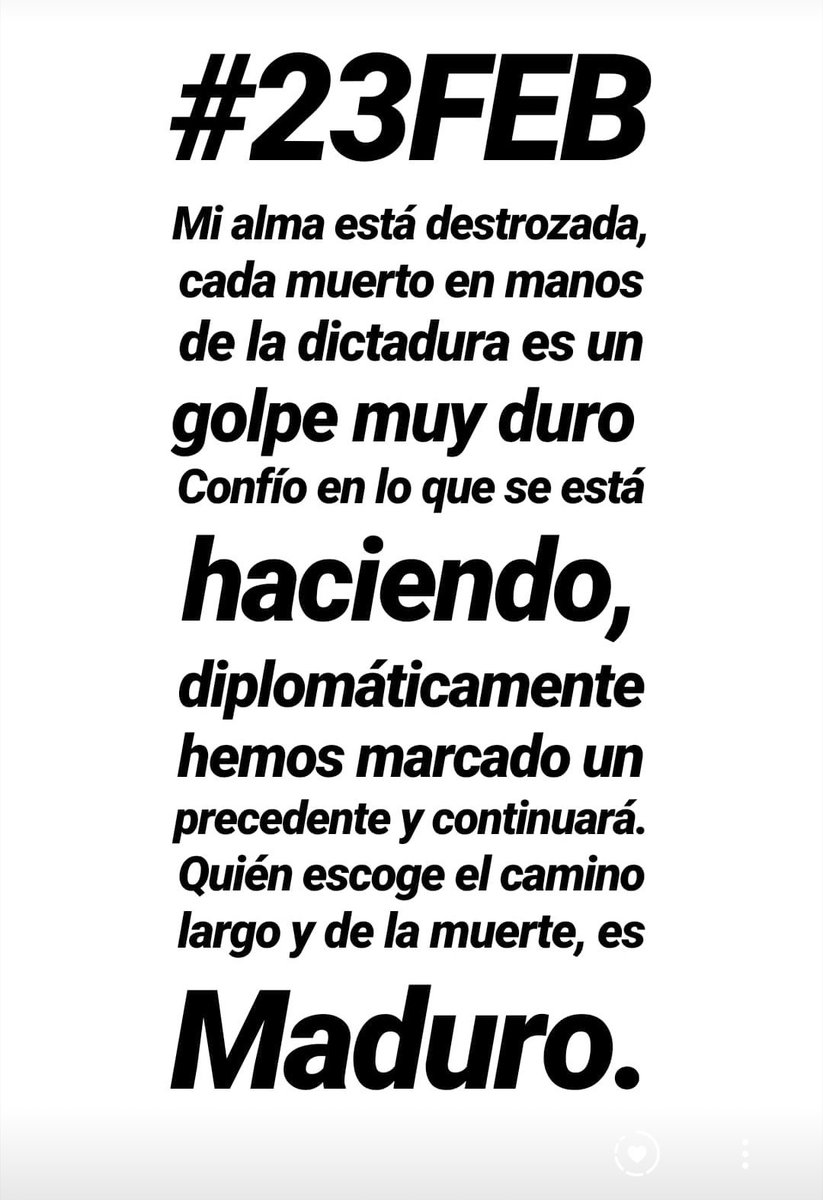 #23FEB
Mi alma está destrozada,
cada muerto en manos
de la dictadura es un
golpe muy duro
Confío en lo que se está
haciendo,
diplomáticamente
hemos marcado un
precedente y continuará.
Quién escoge el camino
largo y de la muerte, es
Maduro.